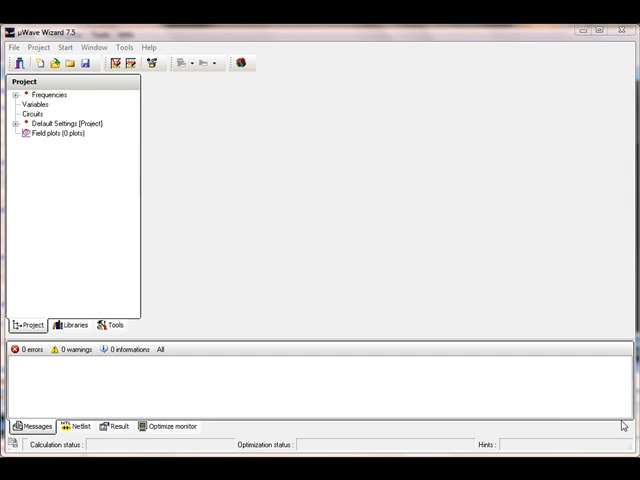 µWave Wizard 7.5
File Project Start Window Tools Help
Project
Frequencies
Variables
Circuits
Default Settings [Project]
Field plots (0 plots)
Project Libraries Tools
0 errors 0 warnings 0 informations All
Messages Netlist Result Optimize monitor
Calculation status : Optimization status : Hints :